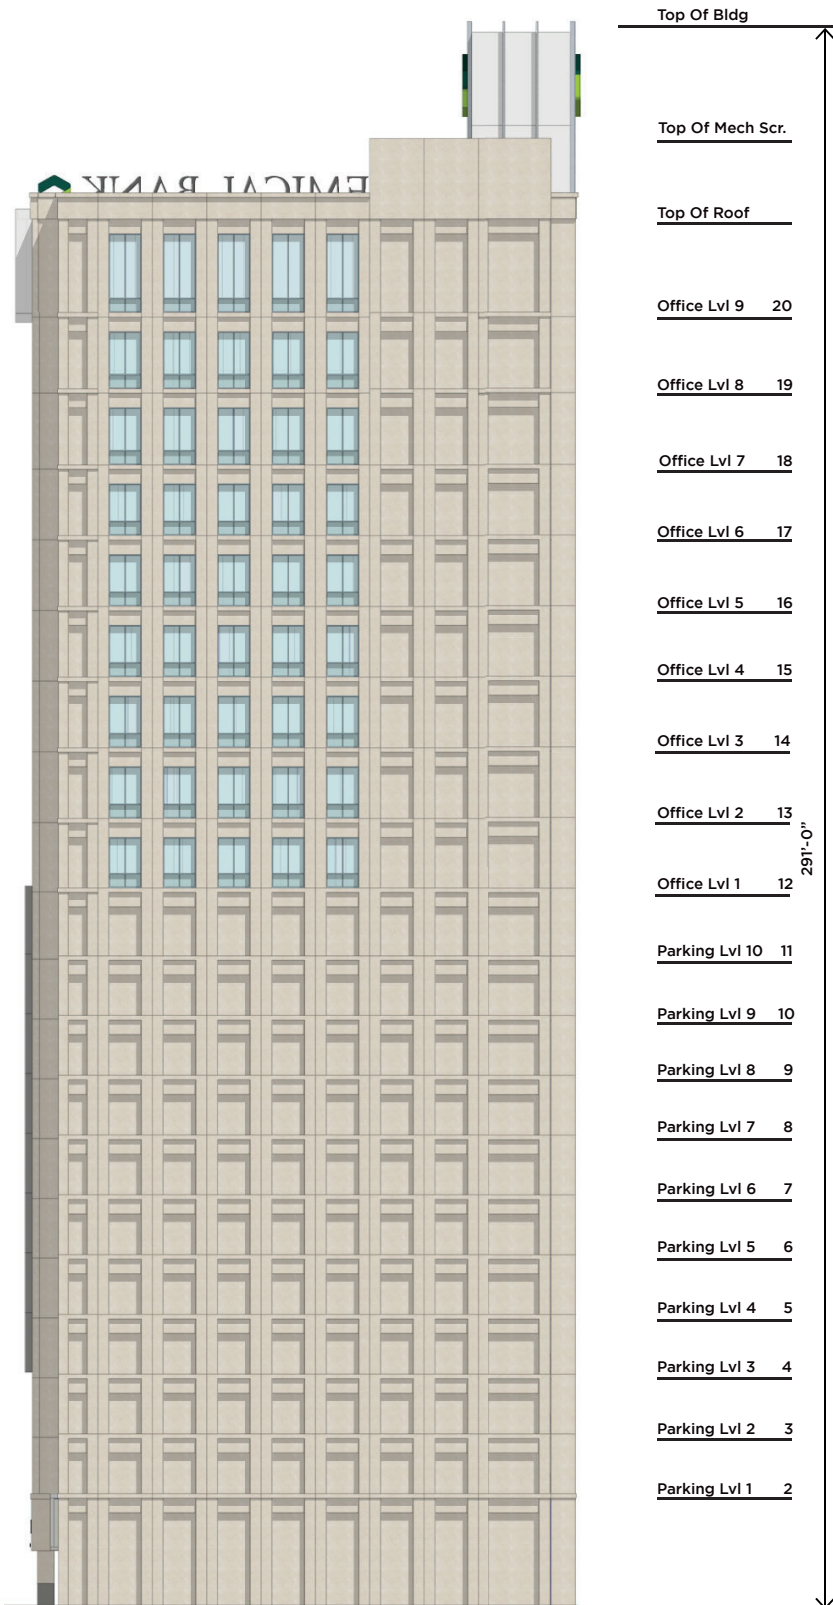 Top Of Bldg
Top Of Mech Scr.
EMICAL BANK
Top Of Roof
Office Lvl 9 20
Office Lvl 8 19
Office Lvl 7 18
Office Lvl 6 17
Office Lvl 5 16
Office Lvl 4 15
Office Lvl 3 14
Office Lvl 2 13
291'-0"
Office Lvl 1 12
Parking Lvl 10 11
Parking Lvl 9 10
Parking Lvl 8 9
Parking Lvl 7 8
Parking Lvl 6 7
Parking Lvl 5 6
Parking Lvl 4 5
Parking Lvl 3 4
Parking Lvl 2 3
Parking Lvl 1 2